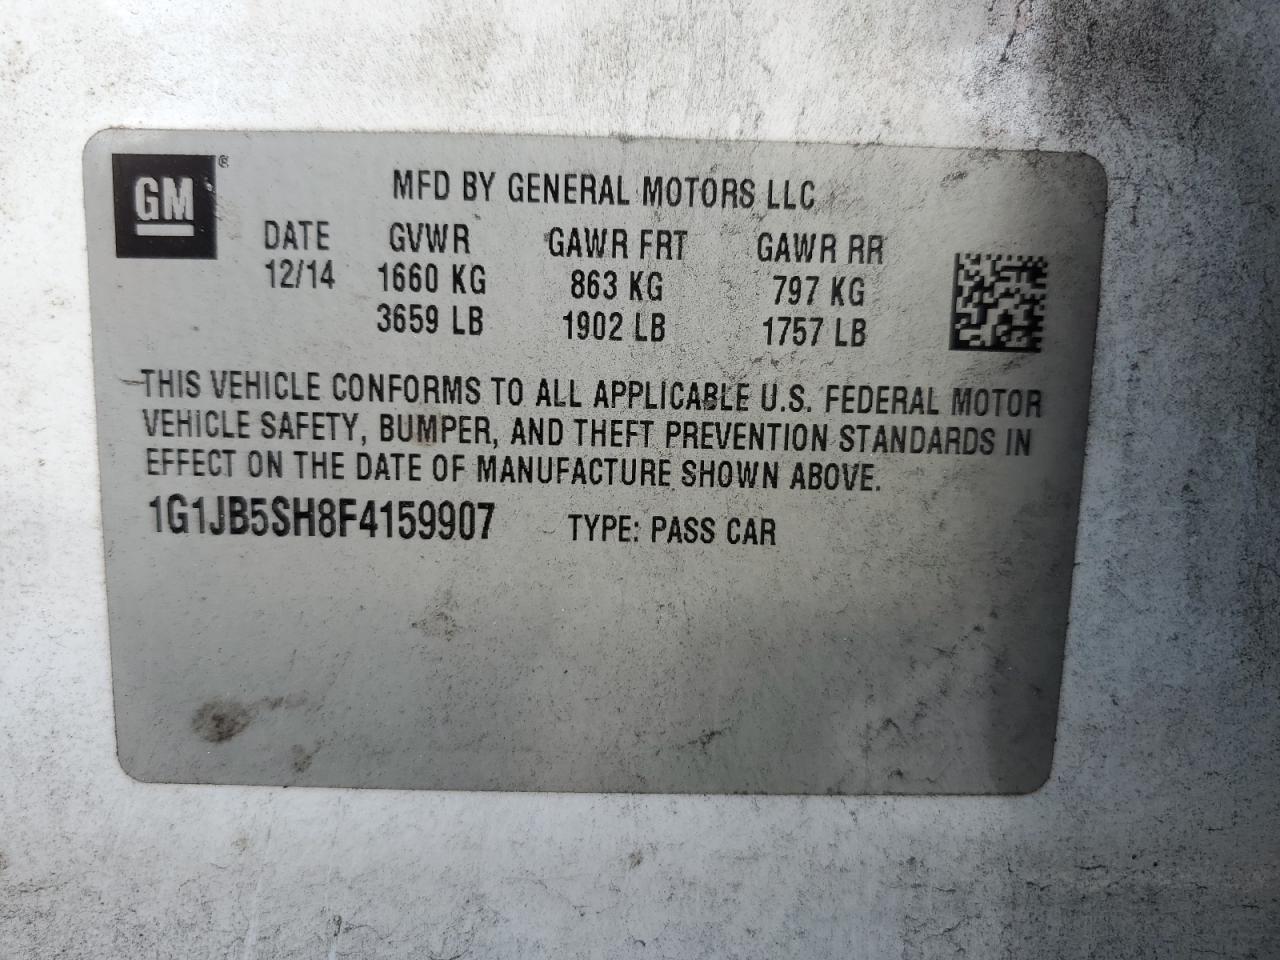 GM ®
MFD BY GENERAL MOTORS LLC
DATE GVWR GAWR FRT GAWR RR
12/14 1660 KG 863 KG 797 KG
3659 LB 1902 LB 1757 LB
THIS VEHICLE CONFORMS TO ALL APPLICABLE U.S. FEDERAL MOTOR
VEHICLE SAFETY, BUMPER, AND THEFT PREVENTION STANDARDS IN
EFFECT ON THE DATE OF MANUFACTURE SHOWN ABOVE.
1G1JB5SH8F4159907 TYPE: PASS CAR